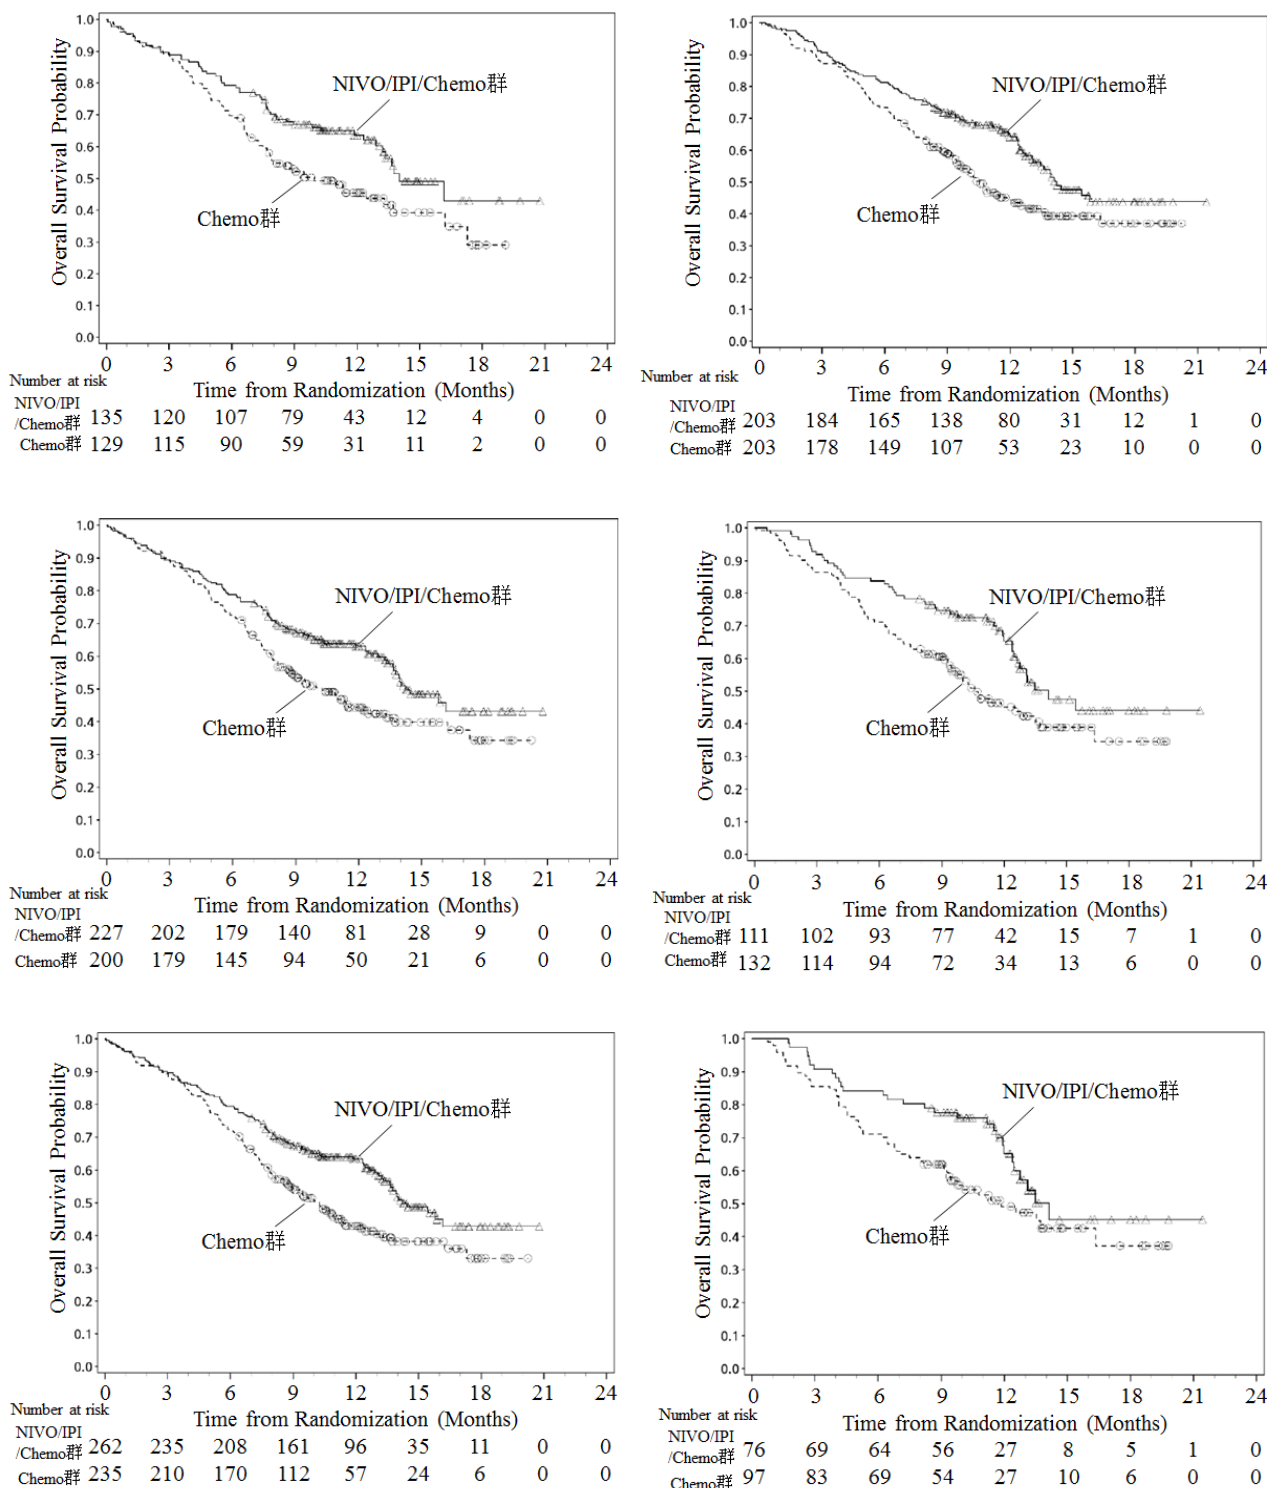 Overall Survival Probability
1.0
0.9
0.8
0.7
0.6
0.5
0.4
0.3
0.2
0.1
0.0
NIVO/IPI/Chemo群
Chemo群
0 3 6 9 12 15 18 21 24
Number at risk
Time from Randomization (Months)
NIVO/IPI
/Chemo群 135 120 107 79 43 12 4 0 0
Chemo群 129 115 90 59 31 11 2 0 0
Overall Survival Probability
1.0
0.9
0.8
0.7
0.6
0.5
0.4
0.3
0.2
0.1
0.0
NIVO/IPI/Chemo群
Chemo群
0 3 6 9 12 15 18 21 24
Number at risk
Time from Randomization (Months)
NIVO/IPI
/Chemo群 203 184 165 138 80 31 12 1 0
Chemo群 203 178 149 107 53 23 10 0 0
Overall Survival Probability
1.0
0.9
0.8
0.7
0.6
0.5
0.4
0.3
0.2
0.1
0.0
NIVO/IPI/Chemo群
Chemo群
0 3 6 9 12 15 18 21 24
Number at risk
Time from Randomization (Months)
NIVO/IPI
/Chemo群 227 202 179 140 81 28 9 0 0
Chemo群 200 179 145 94 50 21 6 0 0
Overall Survival Probability
1.0
0.9
0.8
0.7
0.6
0.5
0.4
0.3
0.2
0.1
0.0
NIVO/IPI/Chemo群
Chemo群
0 3 6 9 12 15 18 21 24
Number at risk
Time from Randomization (Months)
NIVO/IPI
/Chemo群 111 102 93 77 42 15 7 1 0
Chemo群 132 114 94 72 34 13 6 0 0
Overall Survival Probability
1.0
0.9
0.8
0.7
0.6
0.5
0.4
0.3
0.2
0.1
0.0
NIVO/IPI/Chemo群
Chemo群
0 3 6 9 12 15 18 21 24
Number at risk
Time from Randomization (Months)
NIVO/IPI
/Chemo群 262 235 208 161 96 35 11 0 0
Chemo群 235 210 170 112 57 24 6 0 0
Overall Survival Probability
1.0
0.9
0.8
0.7
0.6
0.5
0.4
0.3
0.2
0.1
0.0
NIVO/IPI/Chemo群
Chemo群
0 3 6 9 12 15 18 21 24
Number at risk
Time from Randomization (Months)
NIVO/IPI
/Chemo群 76 69 64 56 27 8 5 1 0
Chemo群 97 83 69 54 27 10 6 0 0